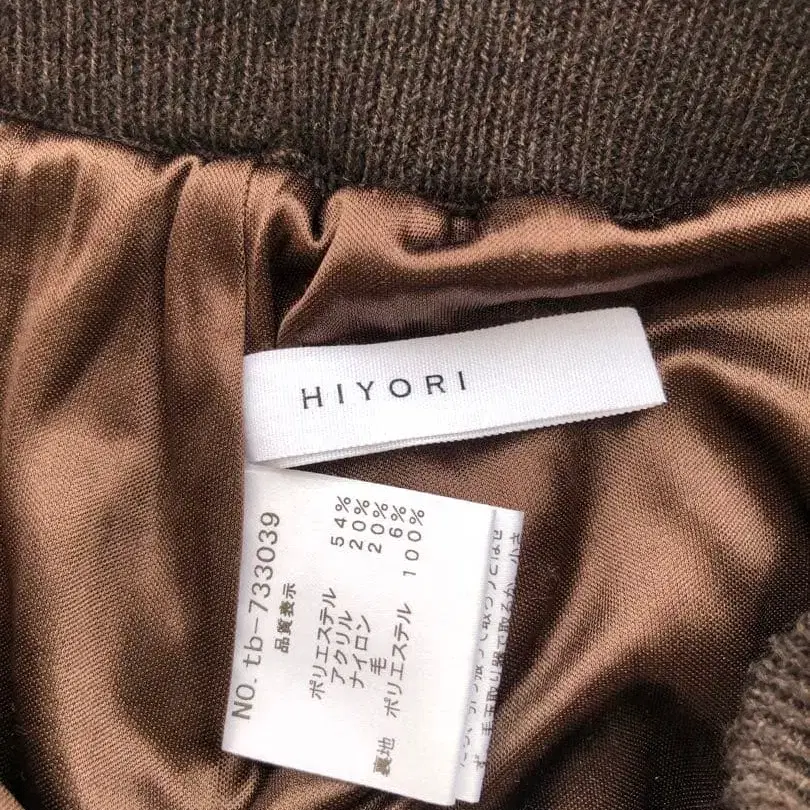 HIYORI
NO. tb-733039
品質表示
ポリエステル 54%
アクリル 20%
ナイロン 20%
毛 6%
裏地 ポリエステル 100%